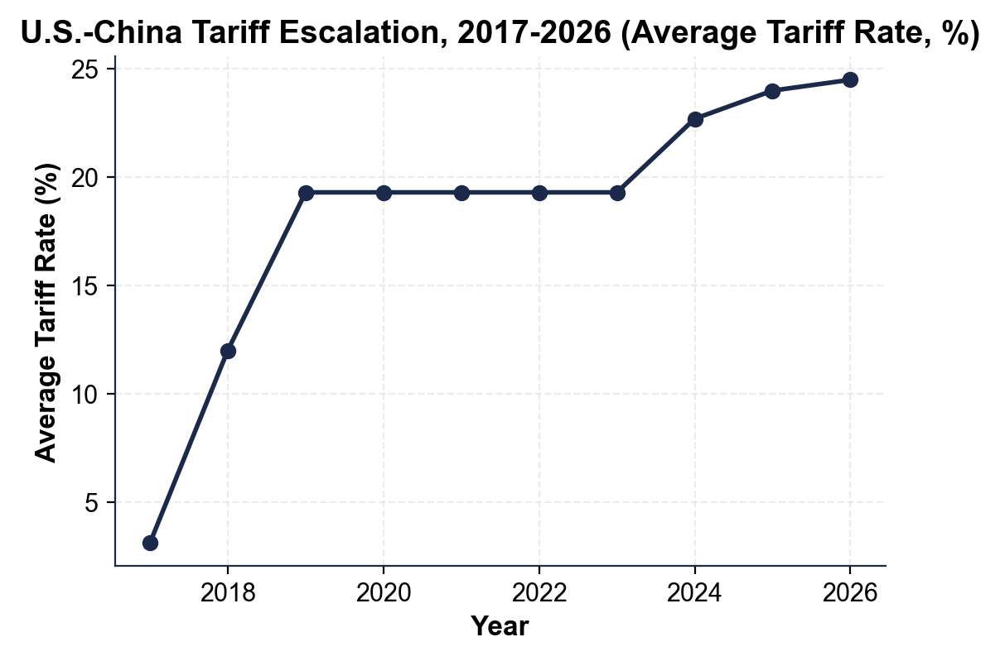 U.S.-China Tariff Escalation, 2017-2026 (Average Tariff Rate, %)
Average Tariff Rate (%)
25
20
15
10
5
2018 2020 2022 2024 2026
Year